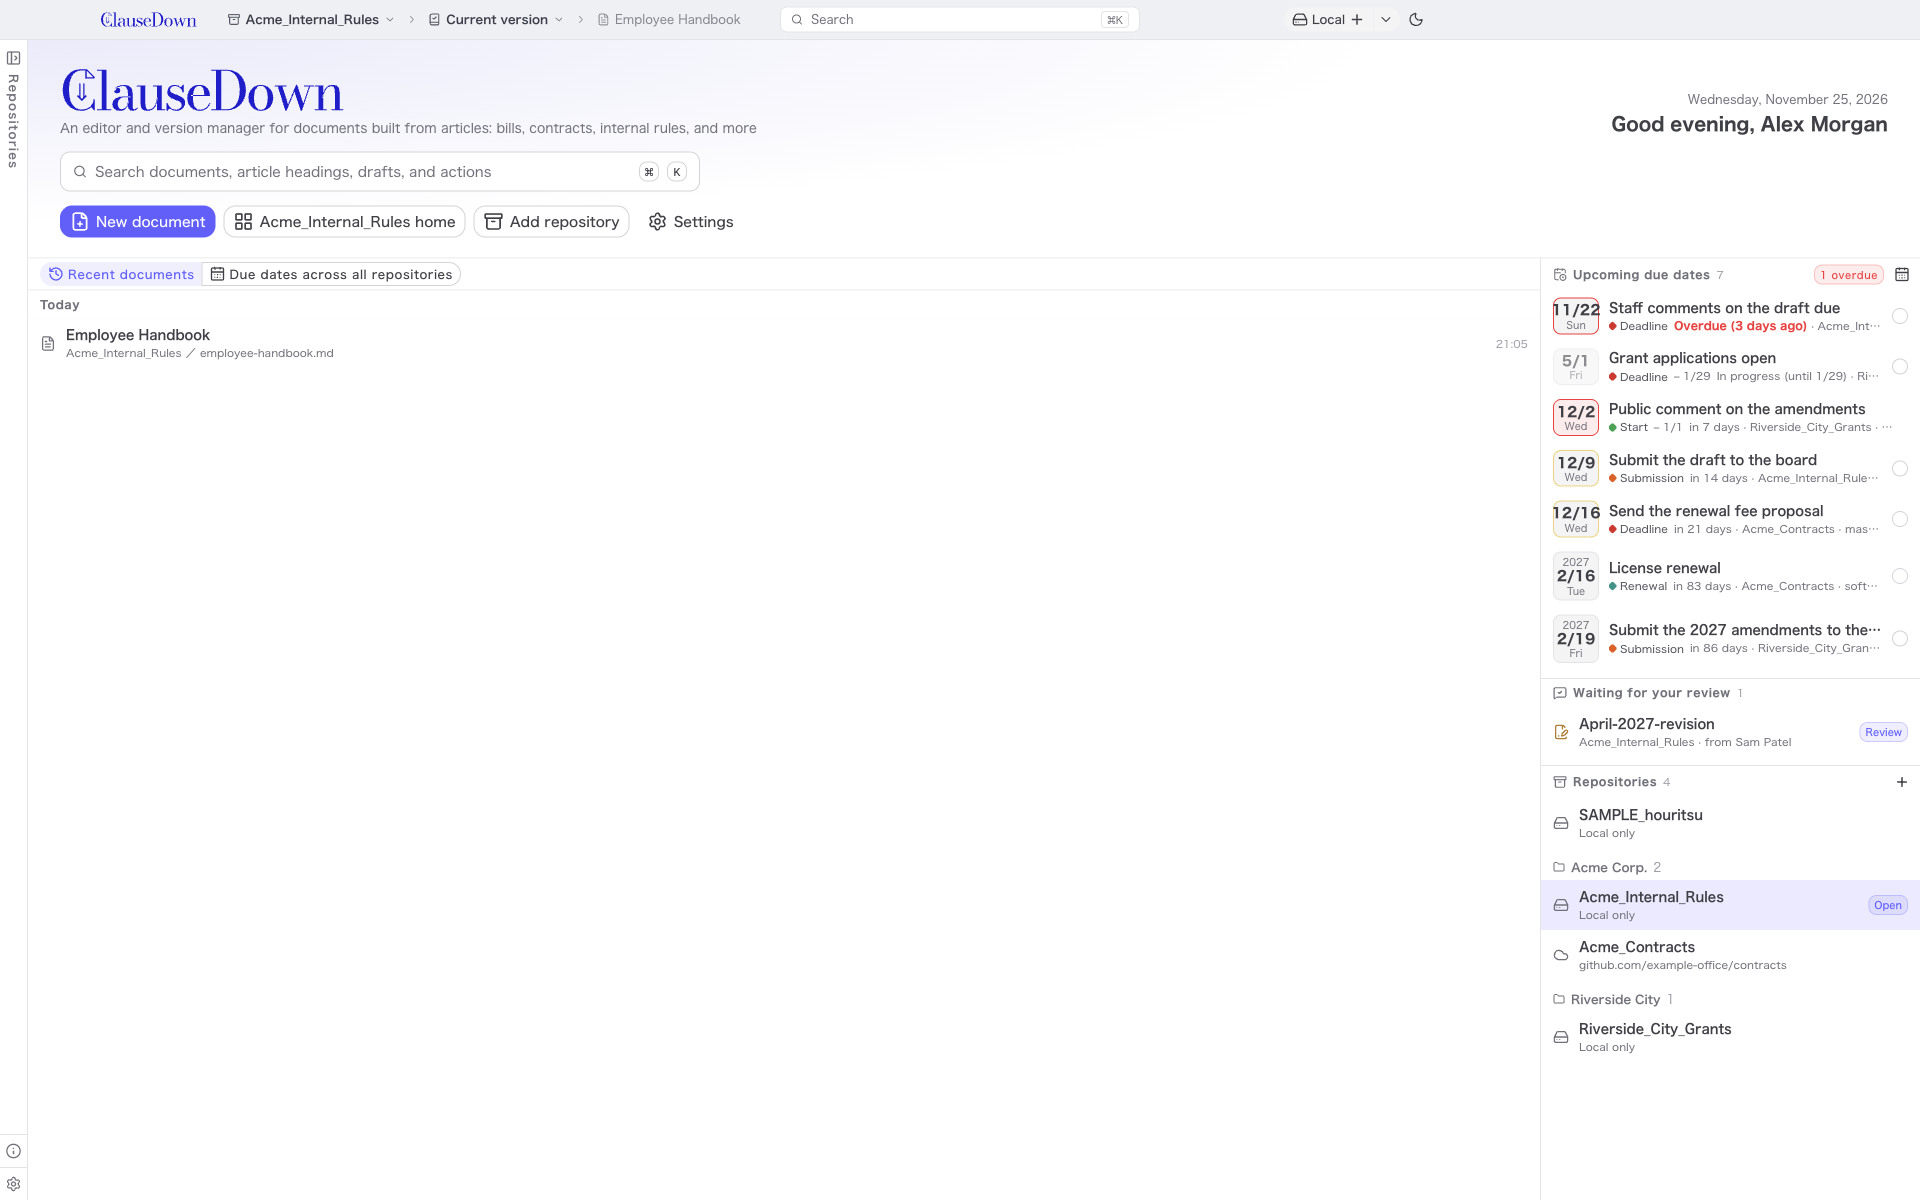 ClauseDown
Acme_Internal_Rules
Current version
Employee Handbook
Search
⌘K
Local
Repositories
ClauseDown
An editor and version manager for documents built from articles: bills, contracts, internal rules, and more
Wednesday, November 25, 2026
Good evening, Alex Morgan
Search documents, article headings, drafts, and actions
⌘ K
New document
Acme_Internal_Rules home
Add repository
Settings
Recent documents
Due dates across all repositories
Today
Employee Handbook
Acme_Internal_Rules ／ employee-handbook.md
21:05
Upcoming due dates 7
1 overdue
11/22
Sun
Staff comments on the draft due
Deadline Overdue (3 days ago) · Acme_Int…
5/1
Fri
Grant applications open
Deadline – 1/29 In progress (until 1/29) · Ri…
12/2
Wed
Public comment on the amendments
Start – 1/1 in 7 days · Riverside_City_Grants · …
12/9
Wed
Submit the draft to the board
Submission in 14 days · Acme_Internal_Rule…
12/16
Wed
Send the renewal fee proposal
Deadline in 21 days · Acme_Contracts · mas…
2027
2/16
Tue
License renewal
Renewal in 83 days · Acme_Contracts · soft…
2027
2/19
Fri
Submit the 2027 amendments to the…
Submission in 86 days · Riverside_City_Gran…
Waiting for your review 1
April-2027-revision
Acme_Internal_Rules · from Sam Patel
Review
Repositories 4
SAMPLE_houritsu
Local only
Acme Corp. 2
Acme_Internal_Rules
Local only
Open
Acme_Contracts
github.com/example-office/contracts
Riverside City 1
Riverside_City_Grants
Local only